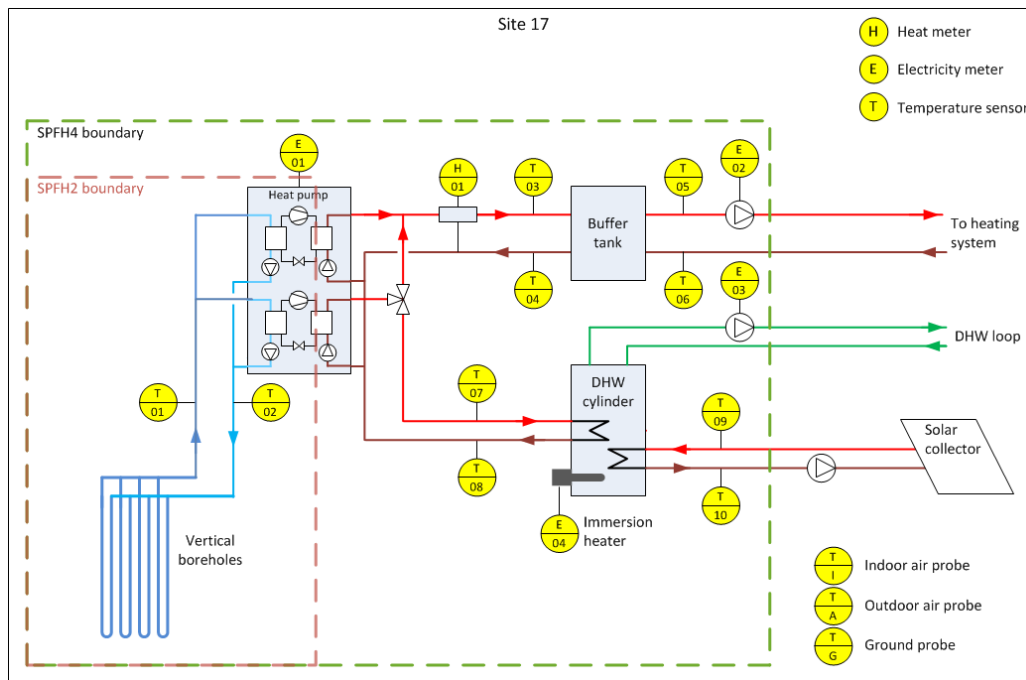 Site 17
H
Heat meter
E
Electricity meter
T
Temperature sensor
SPFH4 boundary
SPFH2 boundary
E
01
Heat pump
H
01
T
03
T
05
E
02
Buffer
tank
To heating
system
T
04
T
06
E
03
DHW loop
T
01
T
02
T
07
DHW
cylinder
T
09
Solar
collector
T
08
T
10
E
04
Immersion
heater
Vertical
boreholes
T
I
Indoor air probe
T
A
Outdoor air probe
T
G
Ground probe